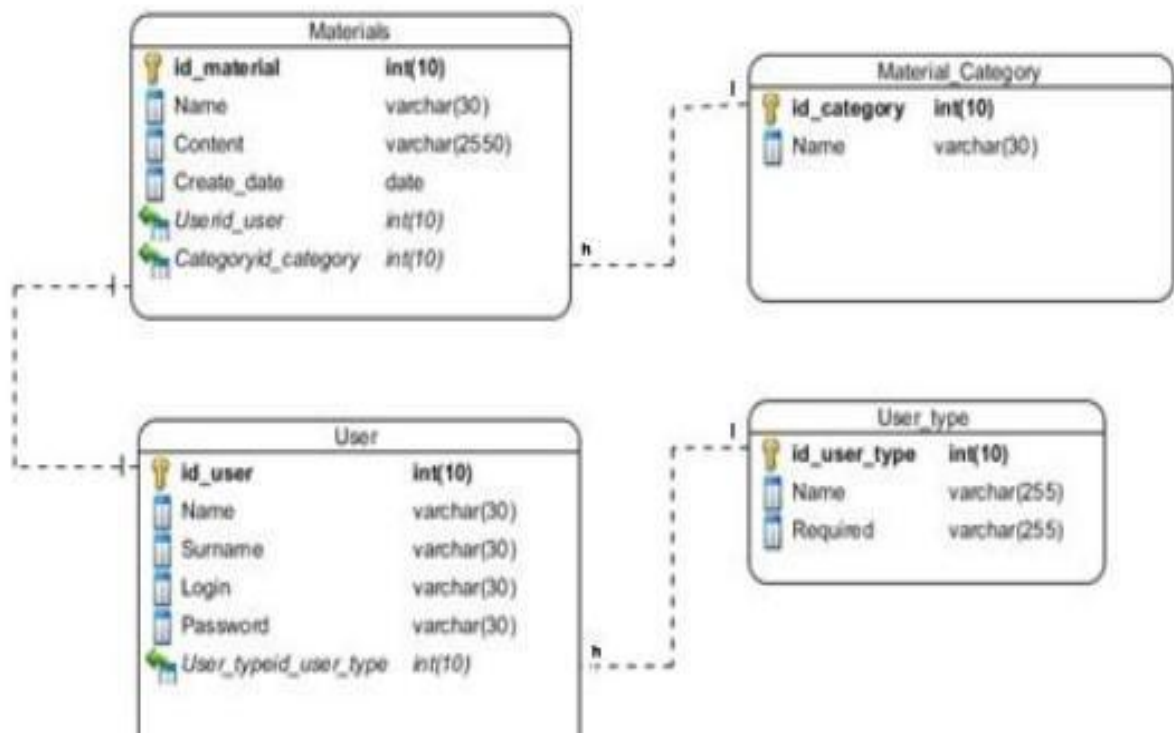 Materials
id_material int(10)
Name varchar(30)
Content varchar(2550)
Create_date date
Userid_user int(10)
Categoryid_category int(10)
h
Material_Category
l
id_category int(10)
Name varchar(30)
User
id_user int(10)
Name varchar(30)
Surname varchar(30)
Login varchar(30)
Password varchar(30)
User_typeid_user_type int(10)
h
User_type
l
id_user_type int(10)
Name varchar(255)
Required varchar(255)